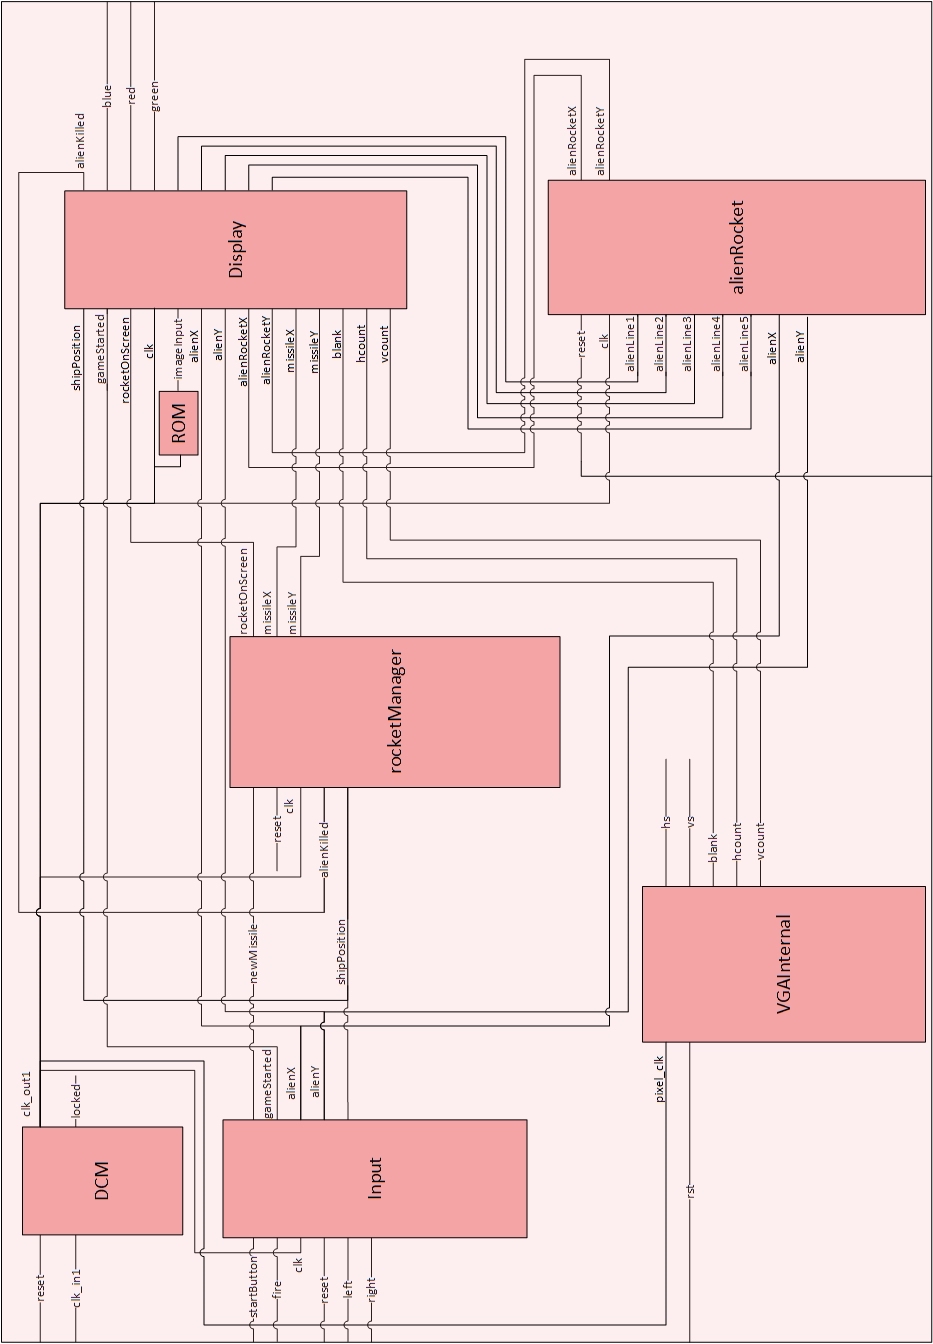 blue
red
green
alienKilled
Display
shipPosition
gameStarted
rocketOnScreen
clk
imageInput
alienX
alienY
alienRocketX
alienRocketY
missileX
missileY
blank
hcount
vcount
ROM
alienRocketX
alienRocketY
alienRocket
reset
clk
alienLine1
alienLine2
alienLine3
alienLine4
alienLine5
alienX
alienY
rocketOnScreen
missileX
missileY
rocketManager
reset
clk
alienKilled
newMissile
shipPosition
hs
vs
blank
hcount
vcount
VGAInternal
pixel_clk
rst
clk_out1
locked
DCM
reset
clk_in1
gameStarted
alienX
alienY
Input
startButton
fire
clk
reset
left
right